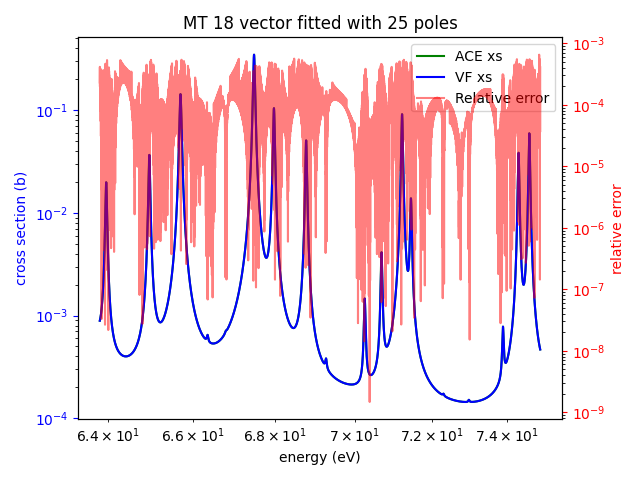 MT 18 vector fitted with 25 poles
ACE xs
VF xs
Relative error
cross section (b)
10⁻¹
10⁻²
10⁻³
10⁻⁴
relative error
10⁻³
10⁻⁴
10⁻⁵
10⁻⁶
10⁻⁷
10⁻⁸
10⁻⁹
6.4 × 10¹ 6.6 × 10¹ 6.8 × 10¹ 7 × 10¹ 7.2 × 10¹ 7.4 × 10¹
energy (eV)